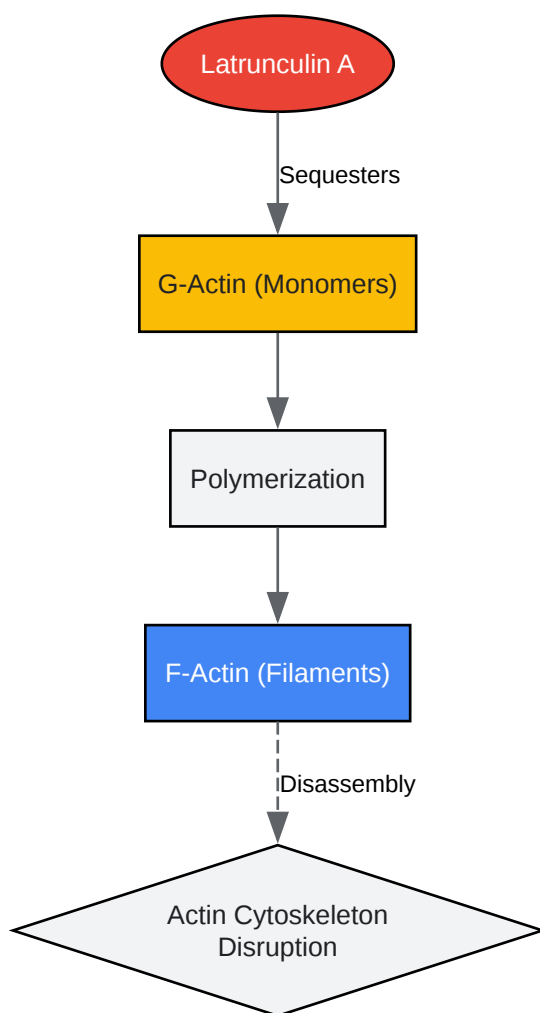 Latrunculin A
Sequesters
G-Actin (Monomers)
Polymerization
F-Actin (Filaments)
Disassembly
Actin Cytoskeleton
Disruption